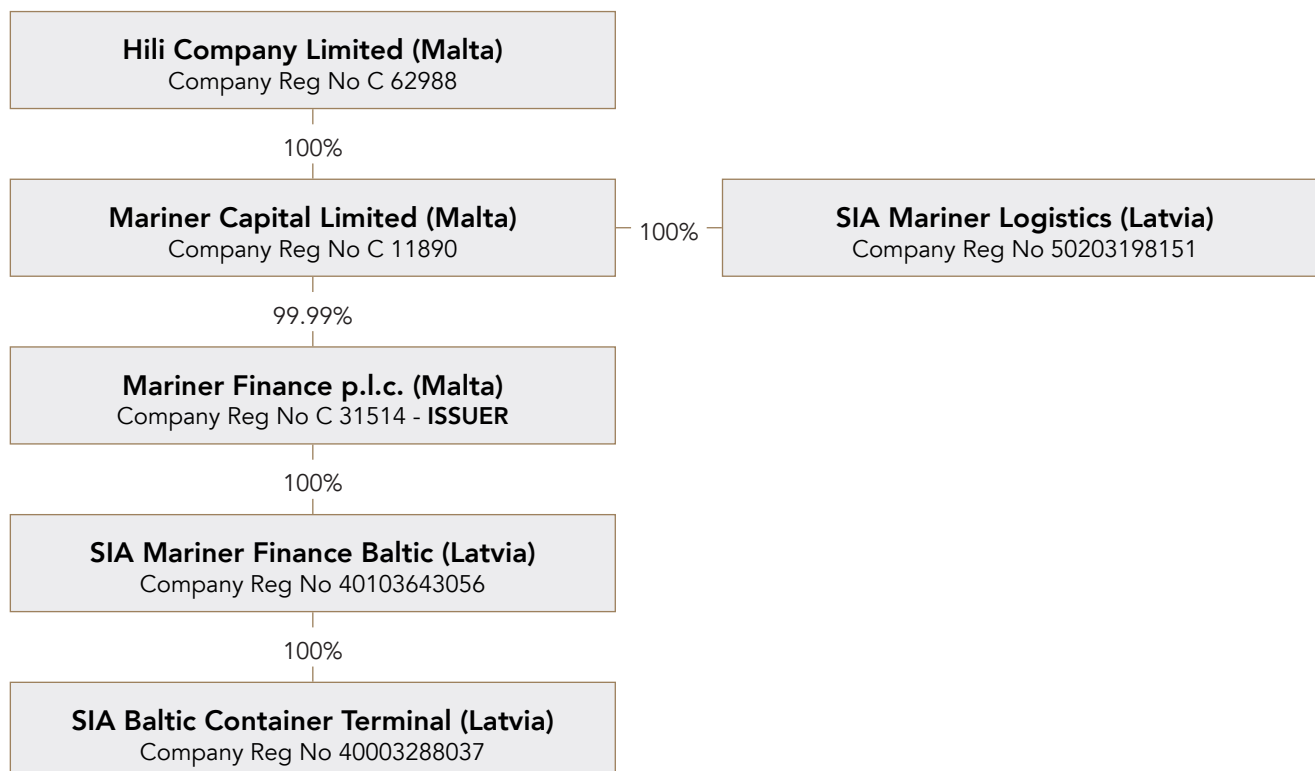 Hili Company Limited (Malta)
Company Reg No C 62988
100%
Mariner Capital Limited (Malta)
Company Reg No C 11890
100%
SIA Mariner Logistics (Latvia)
Company Reg No 50203198151
99.99%
Mariner Finance p.l.c. (Malta)
Company Reg No C 31514 - ISSUER
100%
SIA Mariner Finance Baltic (Latvia)
Company Reg No 40103643056
100%
SIA Baltic Container Terminal (Latvia)
Company Reg No 40003288037